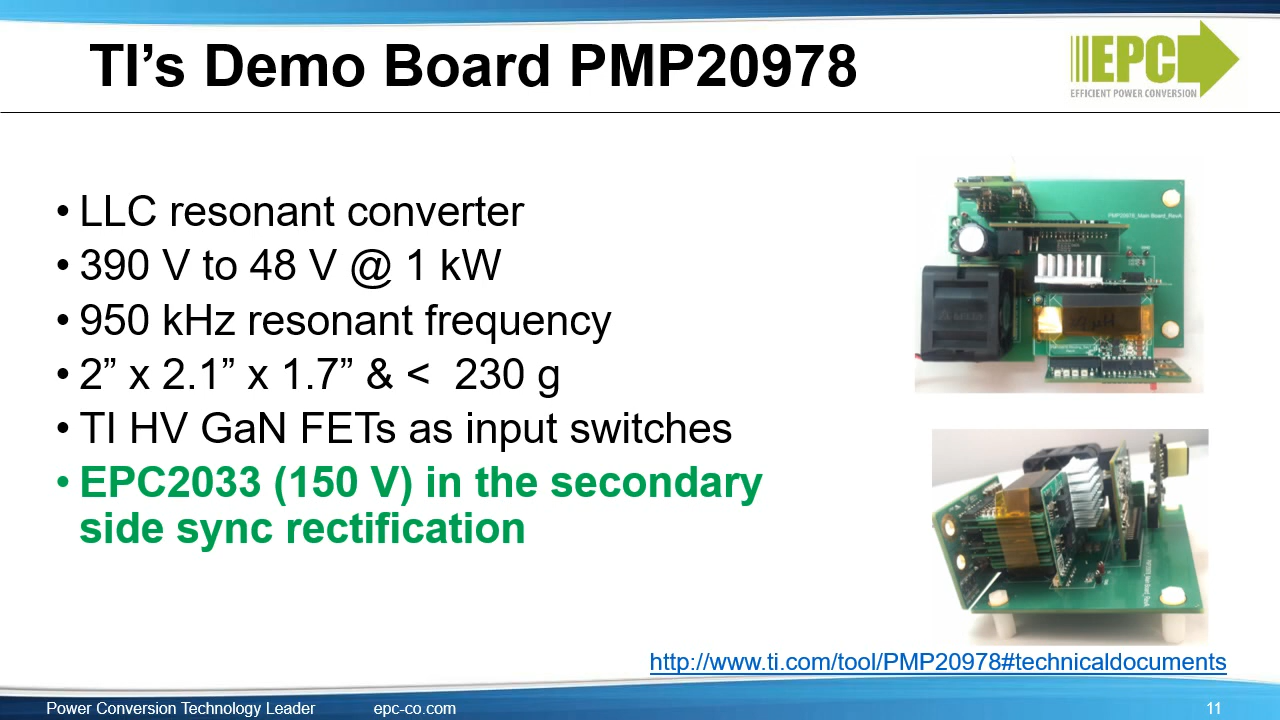 TI’s Demo Board PMP20978
EPC
EFFICIENT POWER CONVERSION
• LLC resonant converter
• 390 V to 48 V @ 1 kW
• 950 kHz resonant frequency
• 2” x 2.1” x 1.7” & < 230 g
• TI HV GaN FETs as input switches
• EPC2033 (150 V) in the secondary
side sync rectification
PMP20978_Main Board_RevA
http://www.ti.com/tool/PMP20978#technicaldocuments
Power Conversion Technology Leader
epc-co.com
11